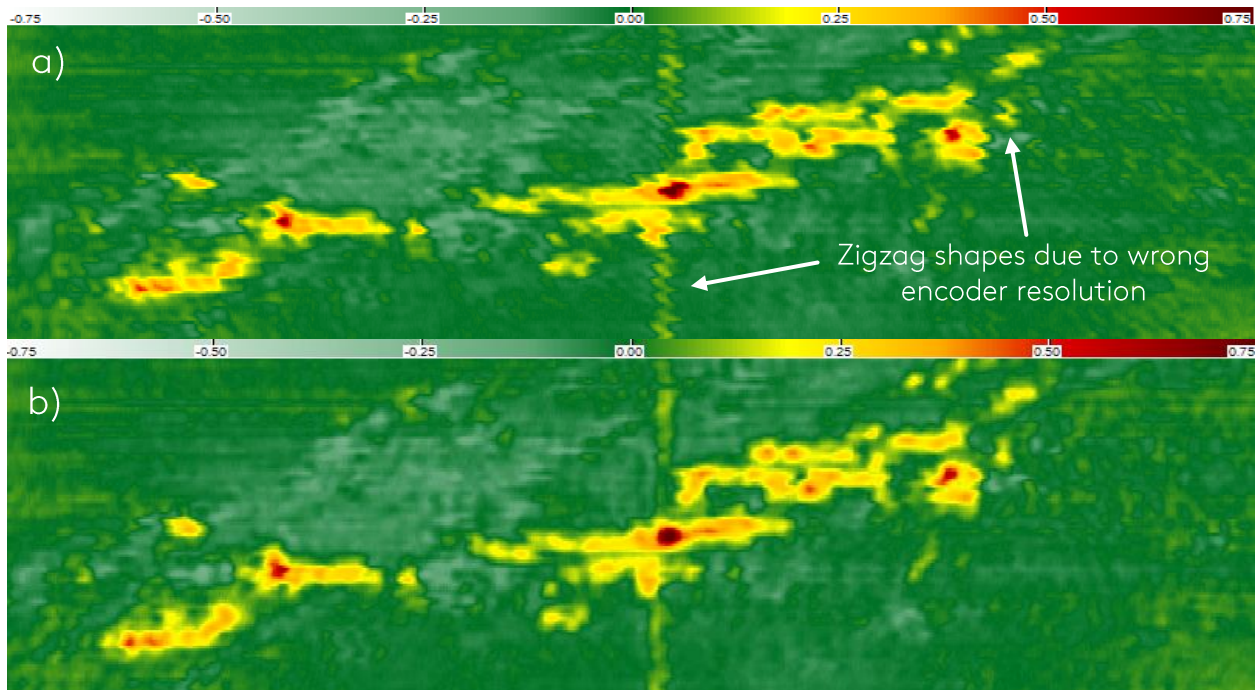 -0.75 -0.50 -0.25 0.00 0.25 0.50 0.75
a)
Zigzag shapes due to wrong
encoder resolution
-0.75 -0.50 -0.25 0.00 0.25 0.50 0.75
b)